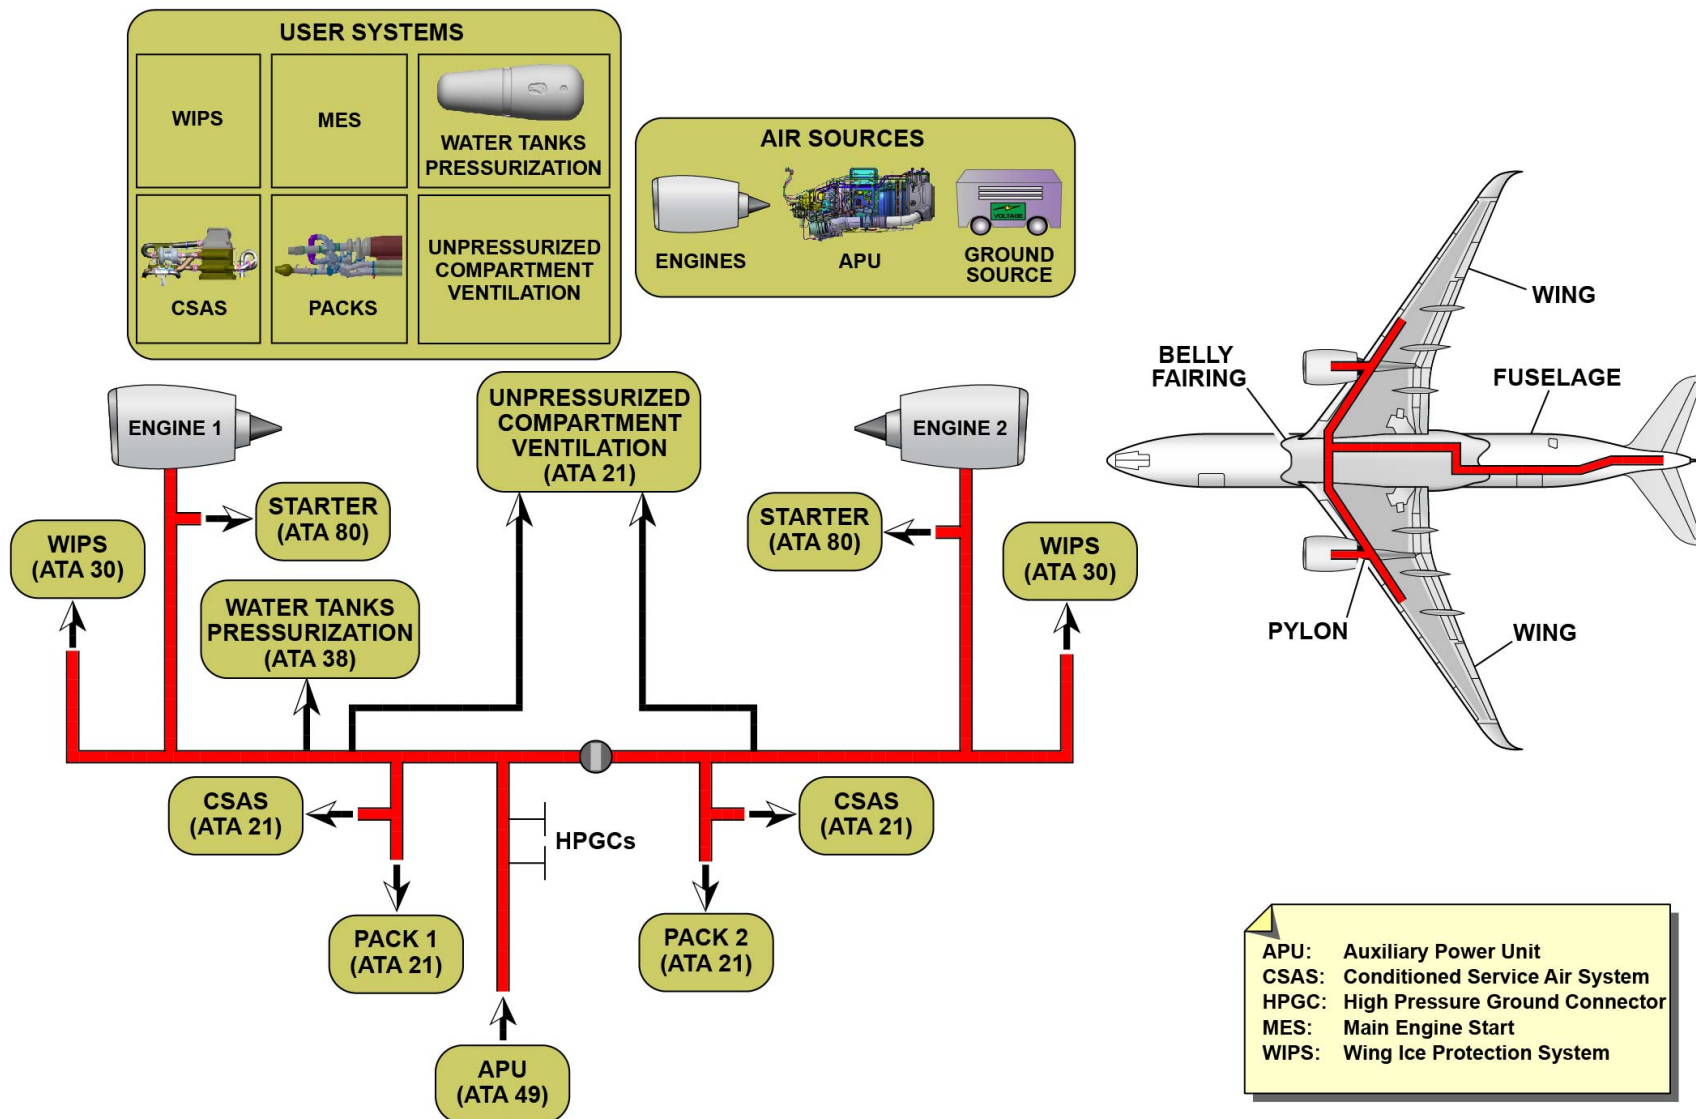 USER SYSTEMS
WIPS
MES
WATER TANKS
PRESSURIZATION
CSAS
PACKS
UNPRESSURIZED
COMPARTMENT
VENTILATION
AIR SOURCES
ENGINES
APU
VOLTAGE
GROUND
SOURCE
WING
BELLY
FAIRING
FUSELAGE
PYLON
WING
ENGINE 1
UNPRESSURIZED
COMPARTMENT
VENTILATION
(ATA 21)
ENGINE 2
STARTER
(ATA 80)
STARTER
(ATA 80)
WIPS
(ATA 30)
WIPS
(ATA 30)
WATER TANKS
PRESSURIZATION
(ATA 38)
CSAS
(ATA 21)
HPGCs
CSAS
(ATA 21)
PACK 1
(ATA 21)
PACK 2
(ATA 21)
APU
(ATA 49)
APU: Auxiliary Power Unit
CSAS: Conditioned Service Air System
HPGC: High Pressure Ground Connector
MES: Main Engine Start
WIPS: Wing Ice Protection System